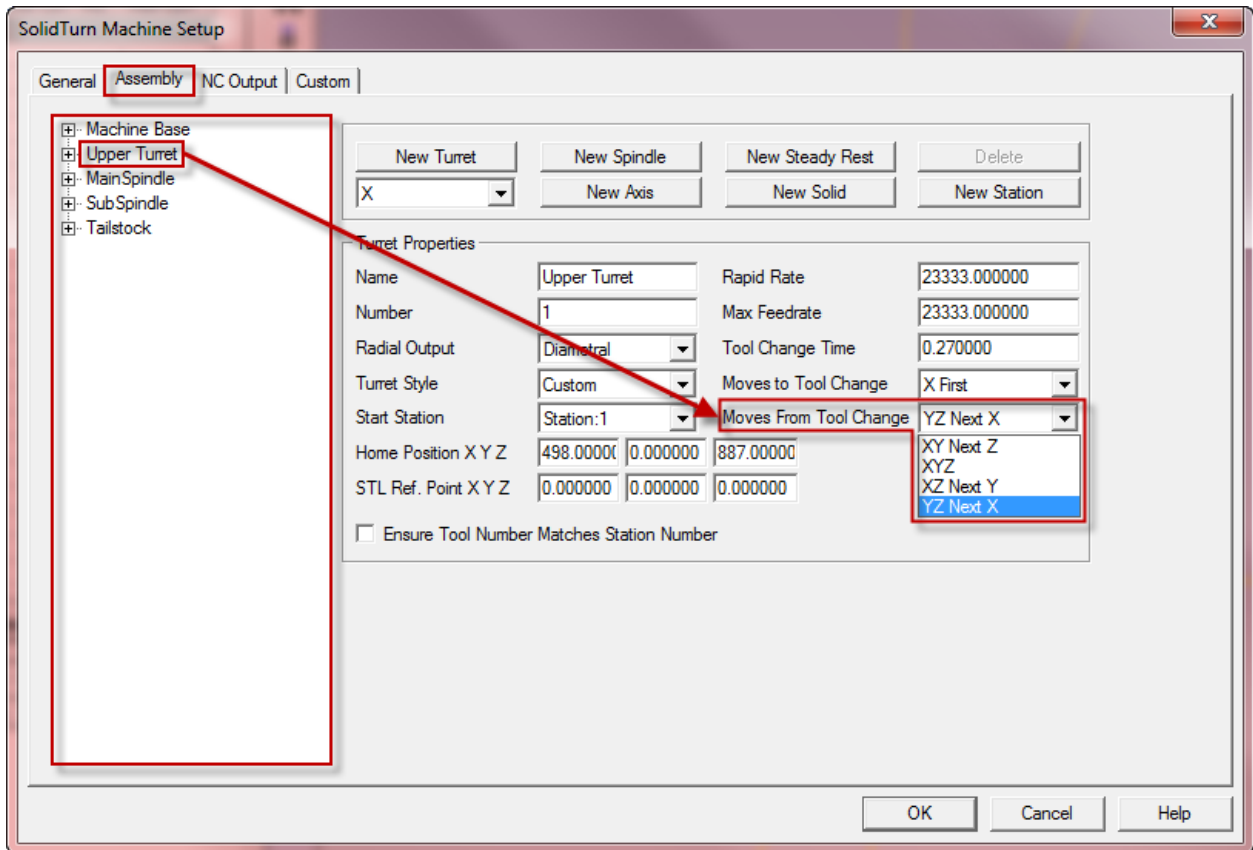 SolidTurn Machine Setup
x
General Assembly NC Output Custom
Machine Base
Upper Turret
MainSpindle
SubSpindle
Tailstock
New Turret New Spindle New Steady Rest Delete
X New Axis New Solid New Station
Turret Properties
Name Upper Turret Rapid Rate 23333.000000
Number 1 Max Feedrate 23333.000000
Radial Output Diametral Tool Change Time 0.270000
Turret Style Custom Moves to Tool Change X First
Start Station Station:1 Moves From Tool Change YZ Next X
Home Position X Y Z 498.00000 0.000000 887.00000
XY Next Z
XYZ
STL Ref. Point X Y Z 0.000000 0.000000 0.000000
XZ Next Y
YZ Next X
Ensure Tool Number Matches Station Number
OK Cancel Help